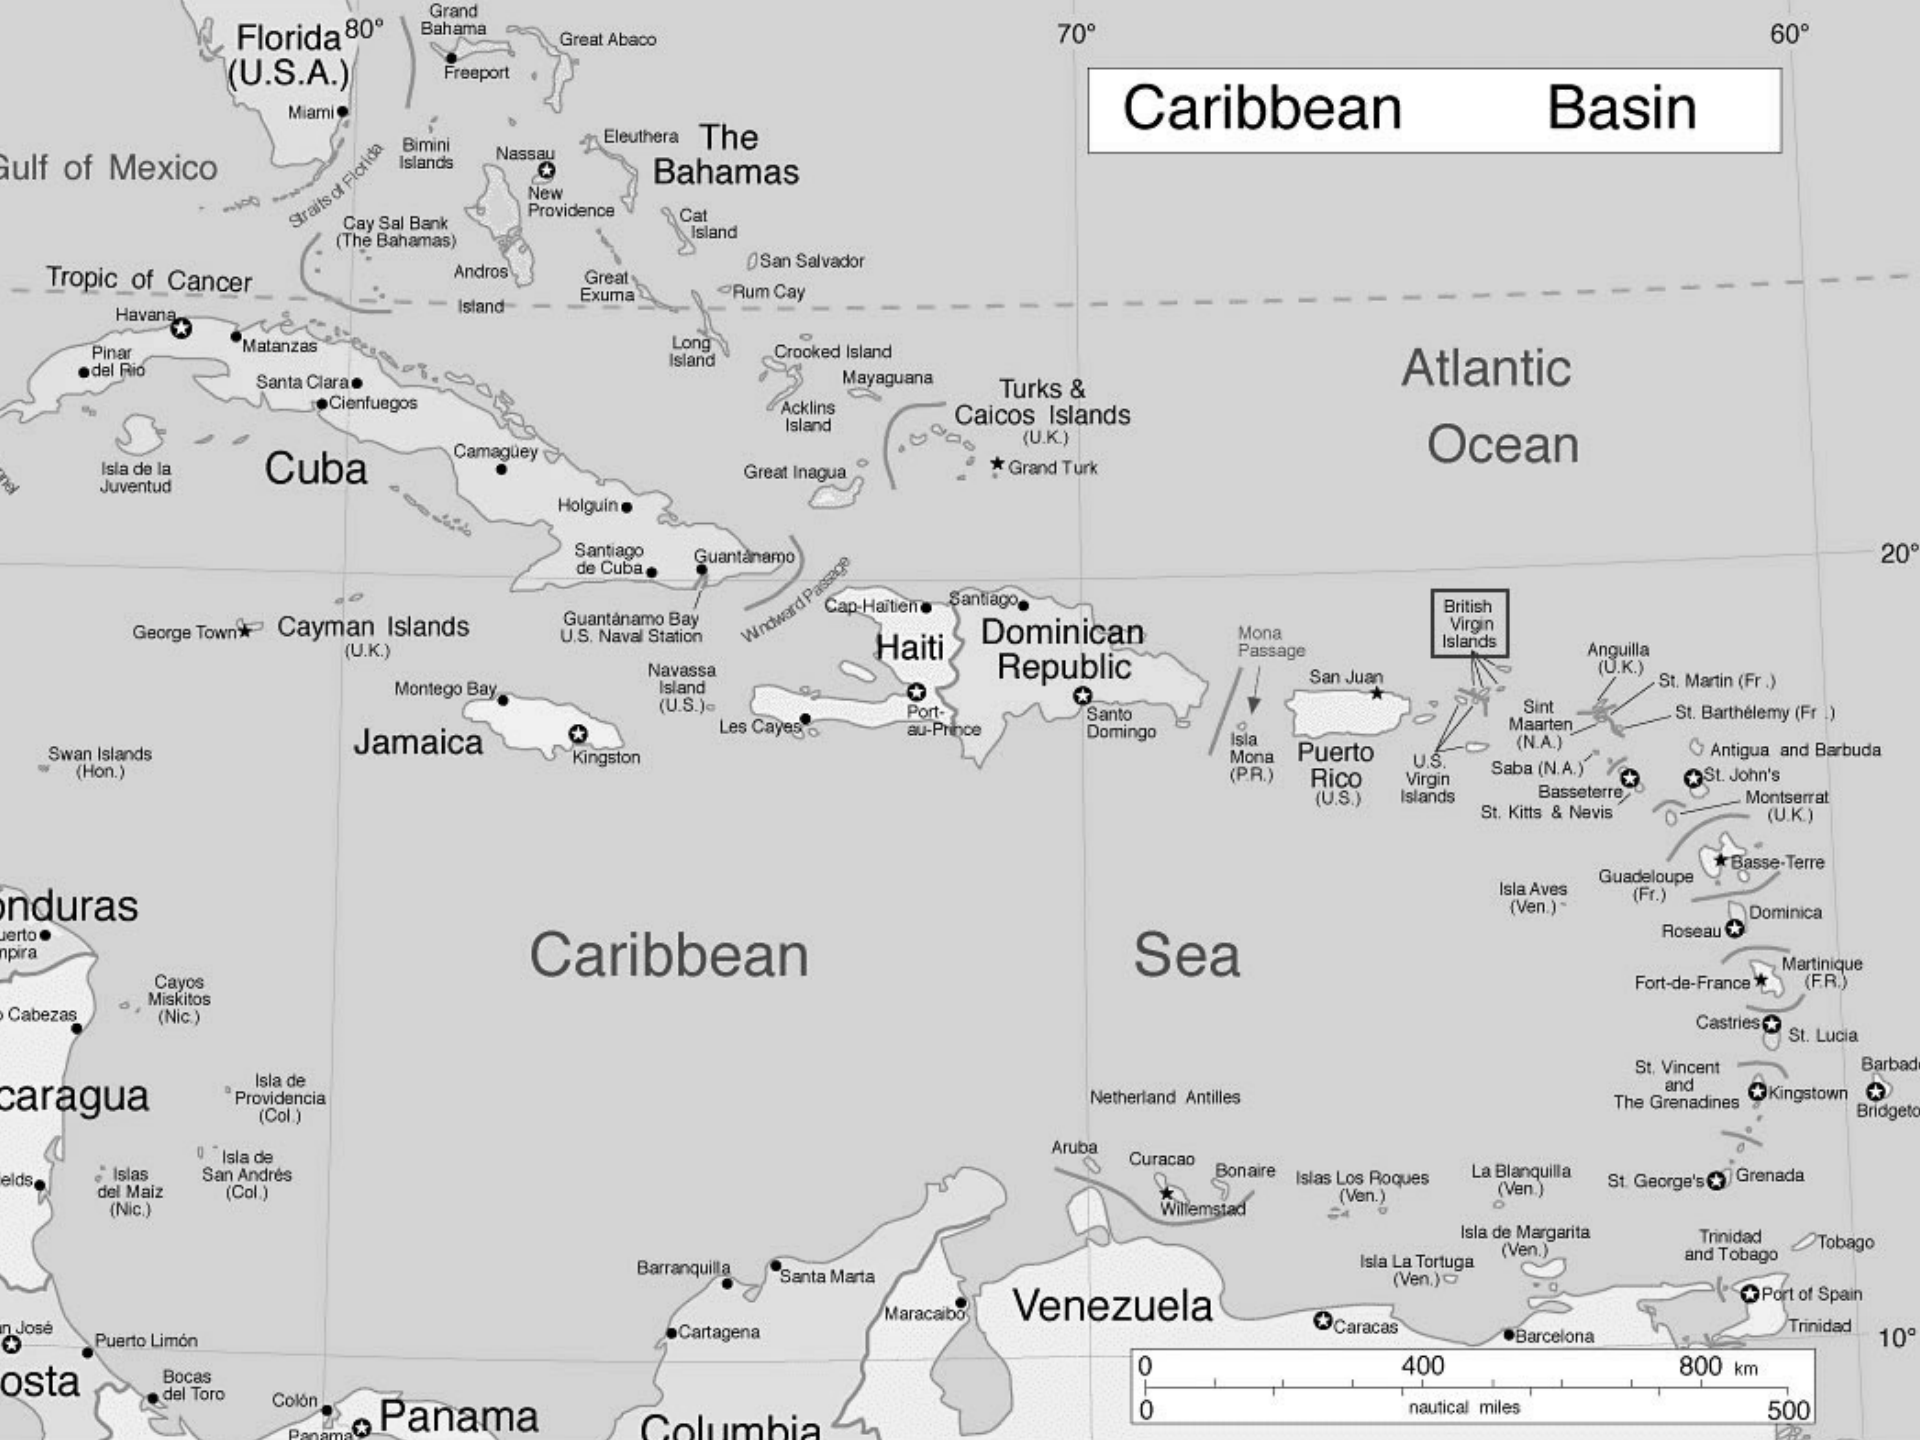 Florida
(U.S.A.)
80°
Grand
Bahama
Great Abaco
Freeport
70°
60°
Caribbean Basin
Miami
Gulf of Mexico
Straits of Florida
Bimini
Islands
Nassau
Eleuthera
The
Bahamas
New
Providence
Cay Sal Bank
(The Bahamas)
Cat
Island
San Salvador
Andros
Island
Great
Exuma
Rum Cay
Tropic of Cancer
Havana
Matanzas
Pinar
del Rio
Santa Clara
Cienfuegos
Long
Island
Crooked Island
Mayaguana
Acklins
Island
Turks &
Caicos Islands
(U.K.)
Grand Turk
Great Inagua
Atlantic
Ocean
Isla de la
Juventud
Cuba
Camagüey
Holguín
Santiago
de Cuba
Guantánamo
Guantánamo Bay
U.S. Naval Station
Windward Passage
20°
George Town
Cayman Islands
(U.K.)
Cap-Haïtien
Santiago
Haiti
Dominican
Republic
Mona
Passage
British
Virgin
Islands
Anguilla
(U.K.)
St. Martin (Fr .)
St. Barthélemy (Fr .)
Navassa
Island
(U.S.)
Montego Bay
Jamaica
Kingston
Les Cayes
Port-
au-Prince
Santo
Domingo
San Juan
Isla
Mona
(P.R.)
Puerto
Rico
(U.S.)
U.S.
Virgin
Islands
Sint
Maarten
(N.A.)
Saba (N.A.)
Antigua and Barbuda
St. John's
Basseterre
St. Kitts & Nevis
Montserrat
(U.K.)
Swan Islands
(Hon.)
Basse-Terre
Guadeloupe
(Fr.)
Isla Aves
(Ven.)
Dominica
Roseau
onduras
uerto
mpira
Caribbean Sea
Martinique
(F.R.)
Fort-de-France
Castries
St. Lucia
Cayos
Miskitos
(Nic.)
o Cabezas
St. Vincent
and
The Grenadines
Kingstown
Barbad
Bridgeto
caragua
Isla de
Providencia
(Col.)
Netherland Antilles
Aruba
Curacao
Bonaire
Willemstad
Islas Los Roques
(Ven.)
La Blanquilla
(Ven.)
St. George's
Grenada
Isla de
San Andrés
(Col.)
Islas
del Maíz
(Nic.)
elds
Isla de Margarita
(Ven.)
Isla La Tortuga
(Ven.)
Trinidad
and Tobago
Tobago
Port of Spain
Trinidad
Barranquilla
Santa Marta
Maracaibo
Venezuela
Cartagena
Caracas
Barcelona
10°
n José
Puerto Limón
osta
Bocas
del Toro
Colón
Panama
Panama
Columbia
0 400 800 km
0 nautical miles 500